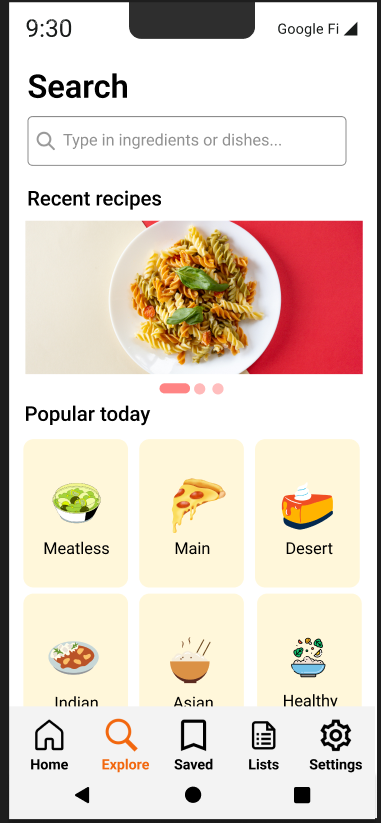 9:30
Google Fi
Search
Type in ingredients or dishes...
Recent recipes
Popular today
Meatless
Main
Desert
Indian
Asian
Healthy
Home
Explore
Saved
Lists
Settings